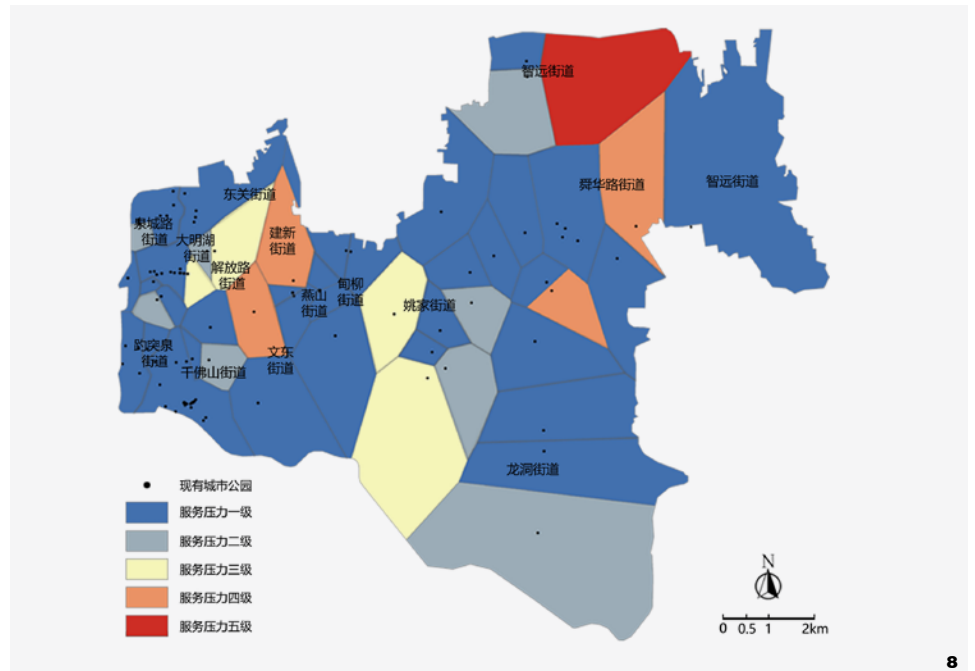 智远街道
东关街道
舜华路街道
智远街道
泉城路
街道
大明湖
街道
建新
街道
解放路
街道
燕山
街道
甸柳
街道
姚家街道
趵突泉
街道
千佛山街道
文东
街道
龙洞街道
现有城市公园
服务压力一级
服务压力二级
服务压力三级
服务压力四级
服务压力五级
N
0 0.5 1 2km
8